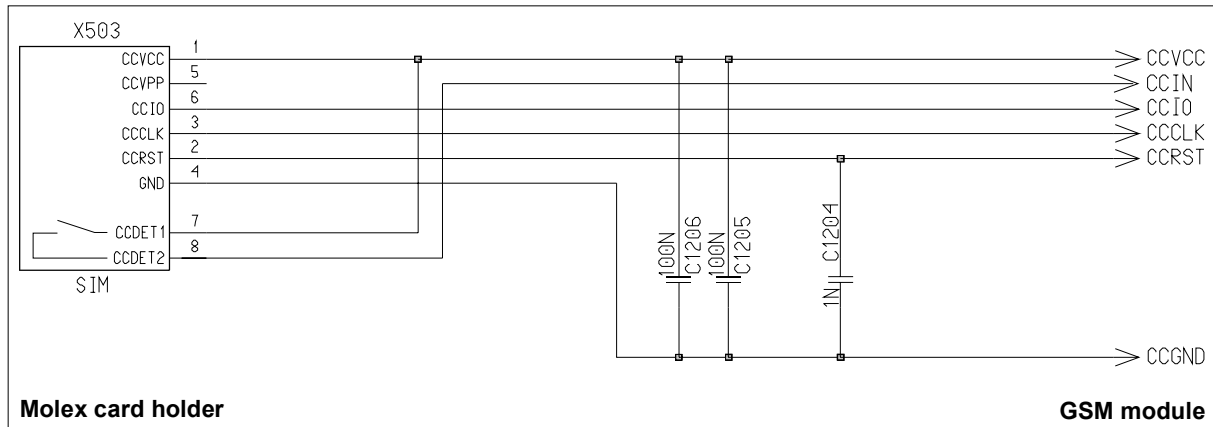 X503
CCVCC 1
CCVPP 5
CCIO 6
CCCLK 3
CCRST 2
GND 4
CCDET1 7
CCDET2 8
SIM
CCVCC
CCIN
CCIO
CCCLK
CCRST
100N
C1206
100N
C1205
1N
C1204
CCGND
Molex card holder
GSM module